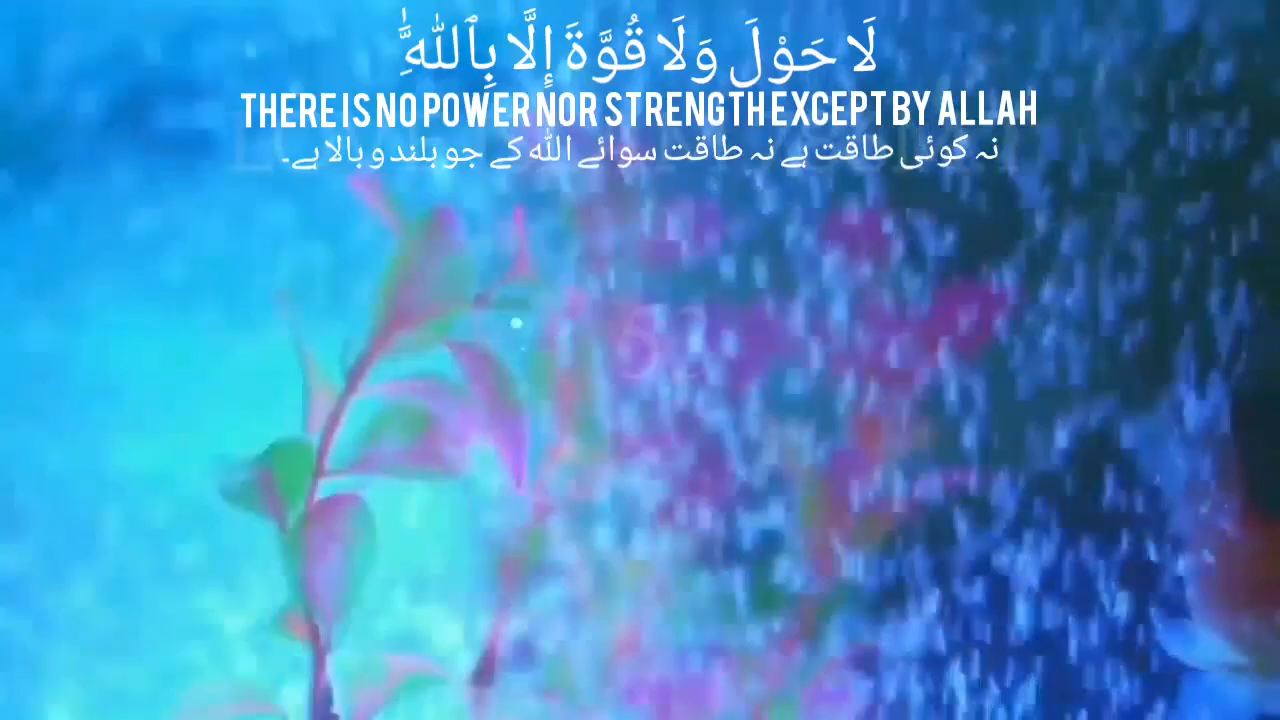 لَا حَوْلَ وَلَا قُوَّةَ إِلَّا بِٱللَّٰهِ
THERE IS NO POWER NOR STRENGTH EXCEPT BY ALLAH
نہ کوئی طاقت ہے نہ طاقت سوائے اللہ کے جو بلند و بالا ہے۔